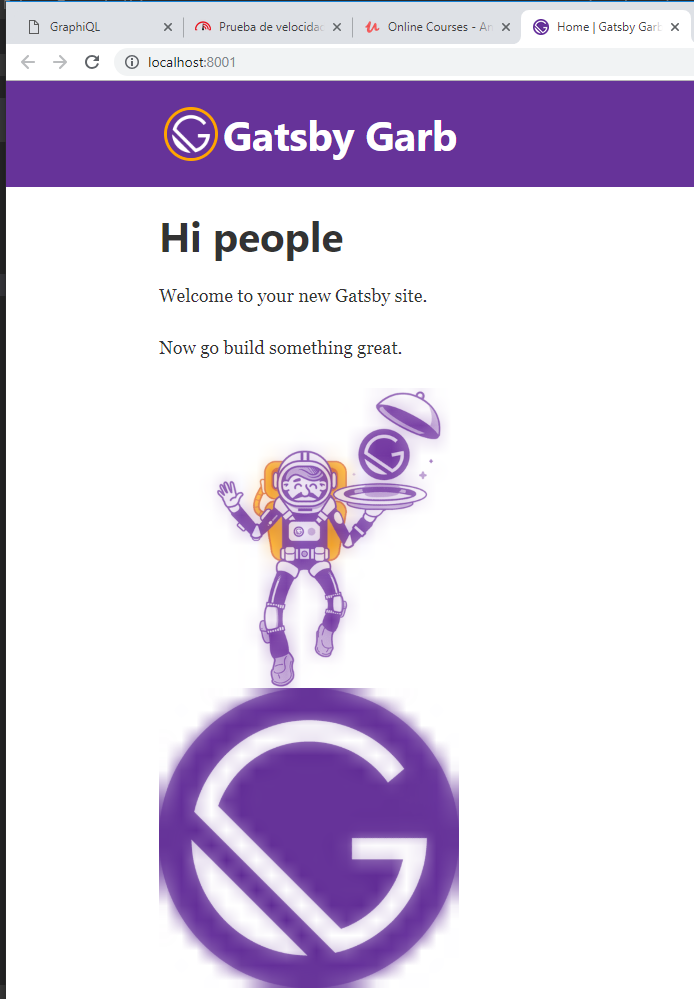 GraphiQL
Prueba de velocidad
Online Courses - An
Home | Gatsby Garb
localhost:8001
Gatsby Garb
Hi people
Welcome to your new Gatsby site.
Now go build something great.